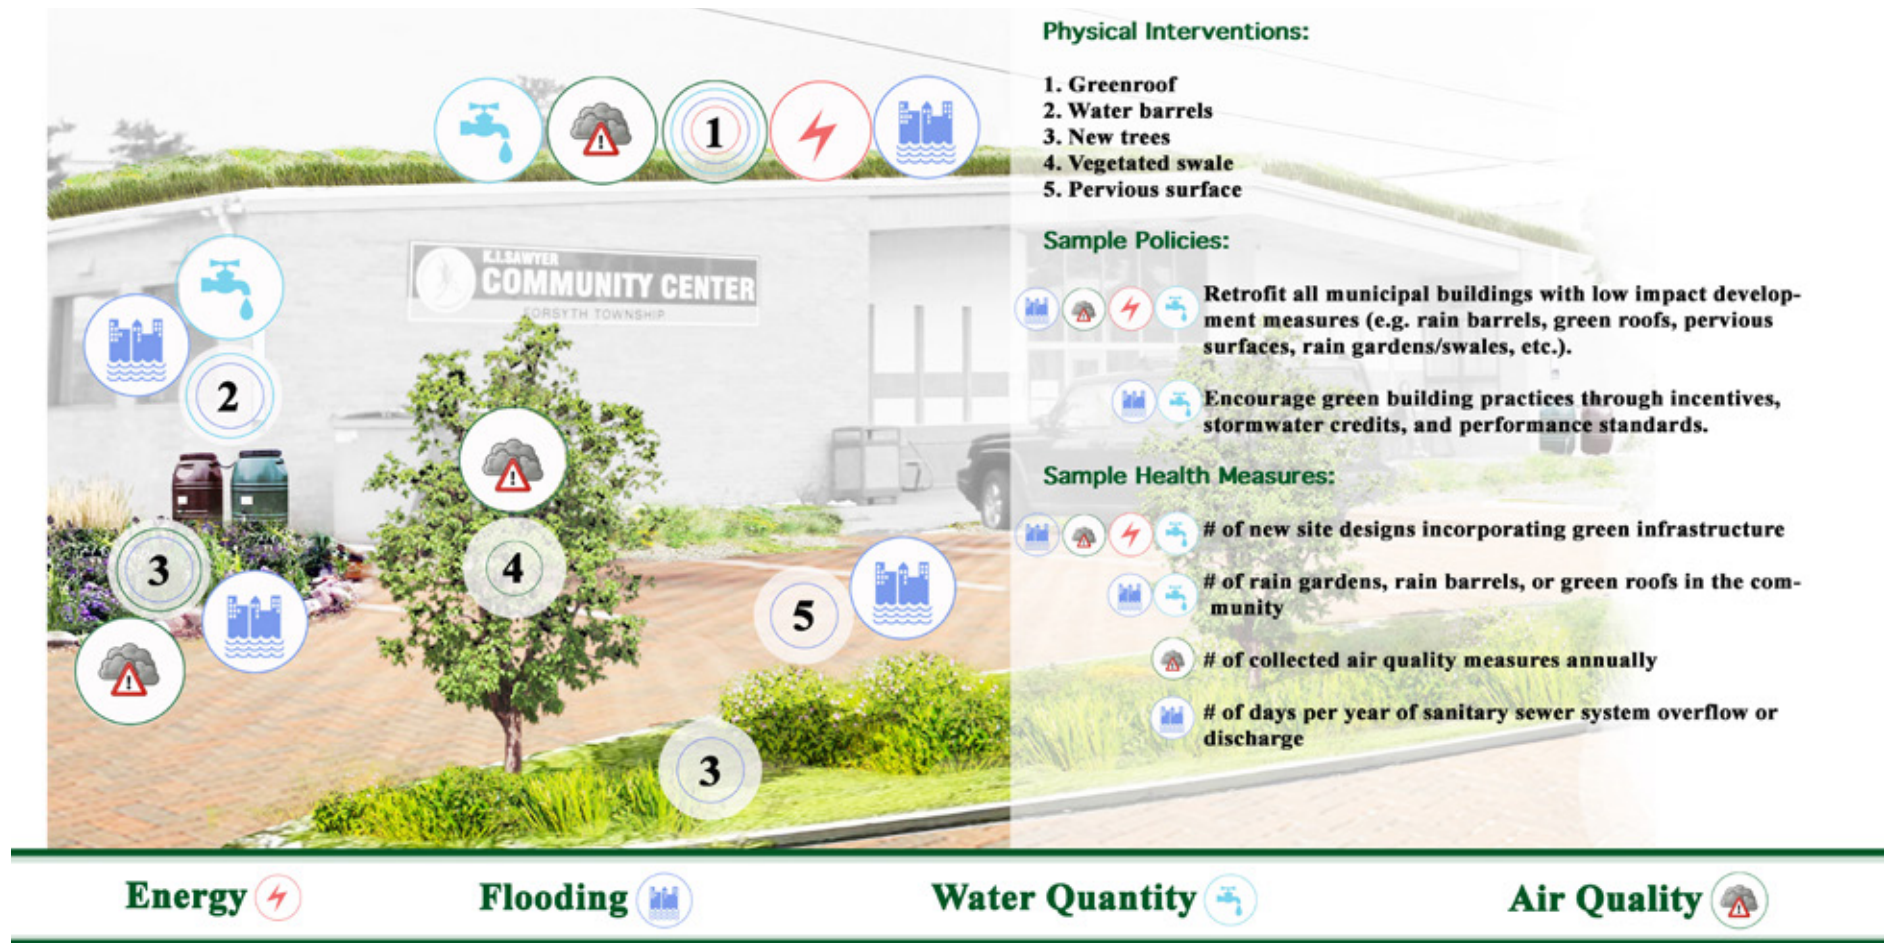 Physical Interventions:
1. Greenroof
2. Water barrels
3. New trees
4. Vegetated swale
5. Pervious surface
Sample Policies:
Retrofit all municipal buildings with low impact develop-
ment measures (e.g. rain barrels, green roofs, pervious
surfaces, rain gardens/swales, etc.).
Encourage green building practices through incentives,
stormwater credits, and performance standards.
Sample Health Measures:
# of new site designs incorporating green infrastructure
# of rain gardens, rain barrels, or green roofs in the com-
munity
# of collected air quality measures annually
# of days per year of sanitary sewer system overflow or
discharge
1
K.I.SAWYER
COMMUNITY CENTER
FORSYTH TOWNSHIP
2
3
4
5
3
Energy
Flooding
Water Quantity
Air Quality